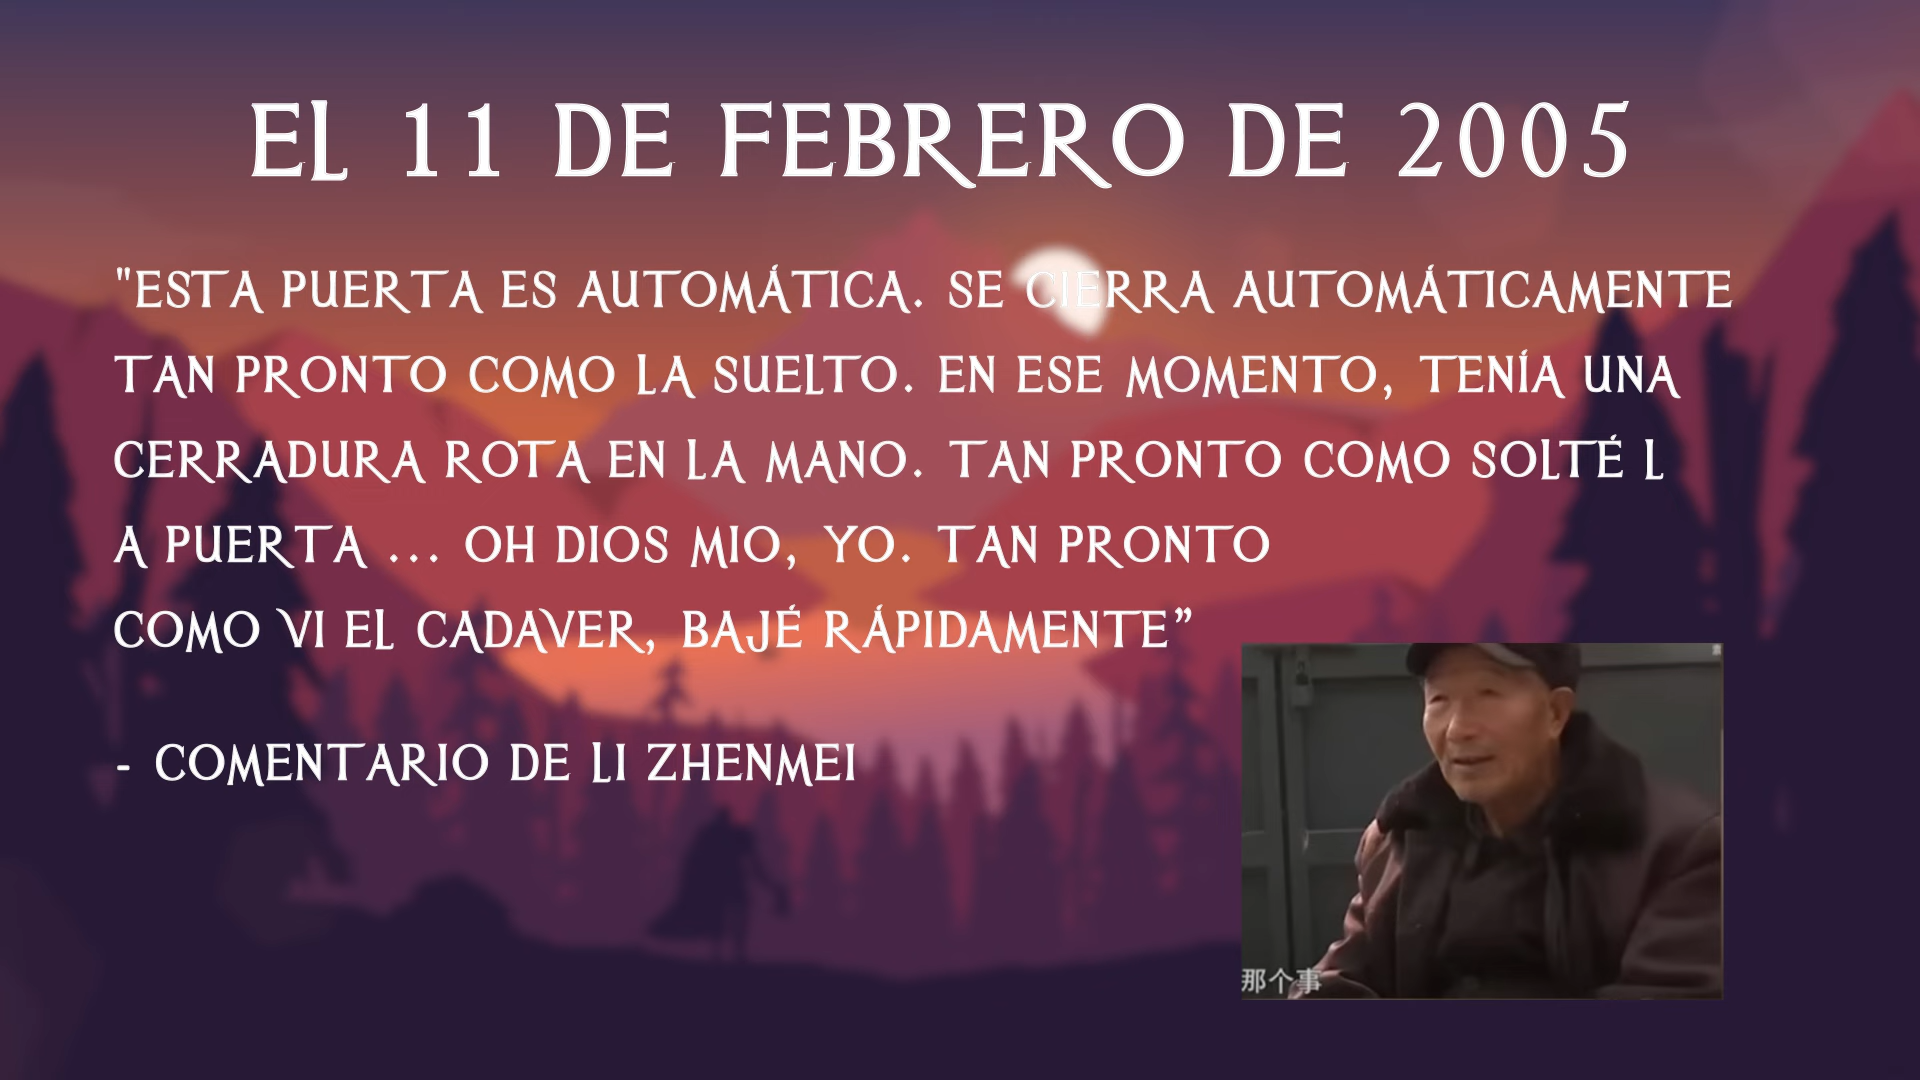 EL 11 DE FEBRERO DE 2005
"ESTA PUERTA ES AUTOMÁTICA. SE CIERRA AUTOMÁTICAMENTE
TAN PRONTO COMO LA SUELTO. EN ESE MOMENTO, TENÍA UNA
CERRADURA ROTA EN LA MANO. TAN PRONTO COMO SOLTÉ L
A PUERTA ... OH DIOS MIO, YO. TAN PRONTO
COMO VI EL CADAVER, BAJÉ RÁPIDAMENTE”
- COMENTARIO DE LI ZHENMEI
那个事